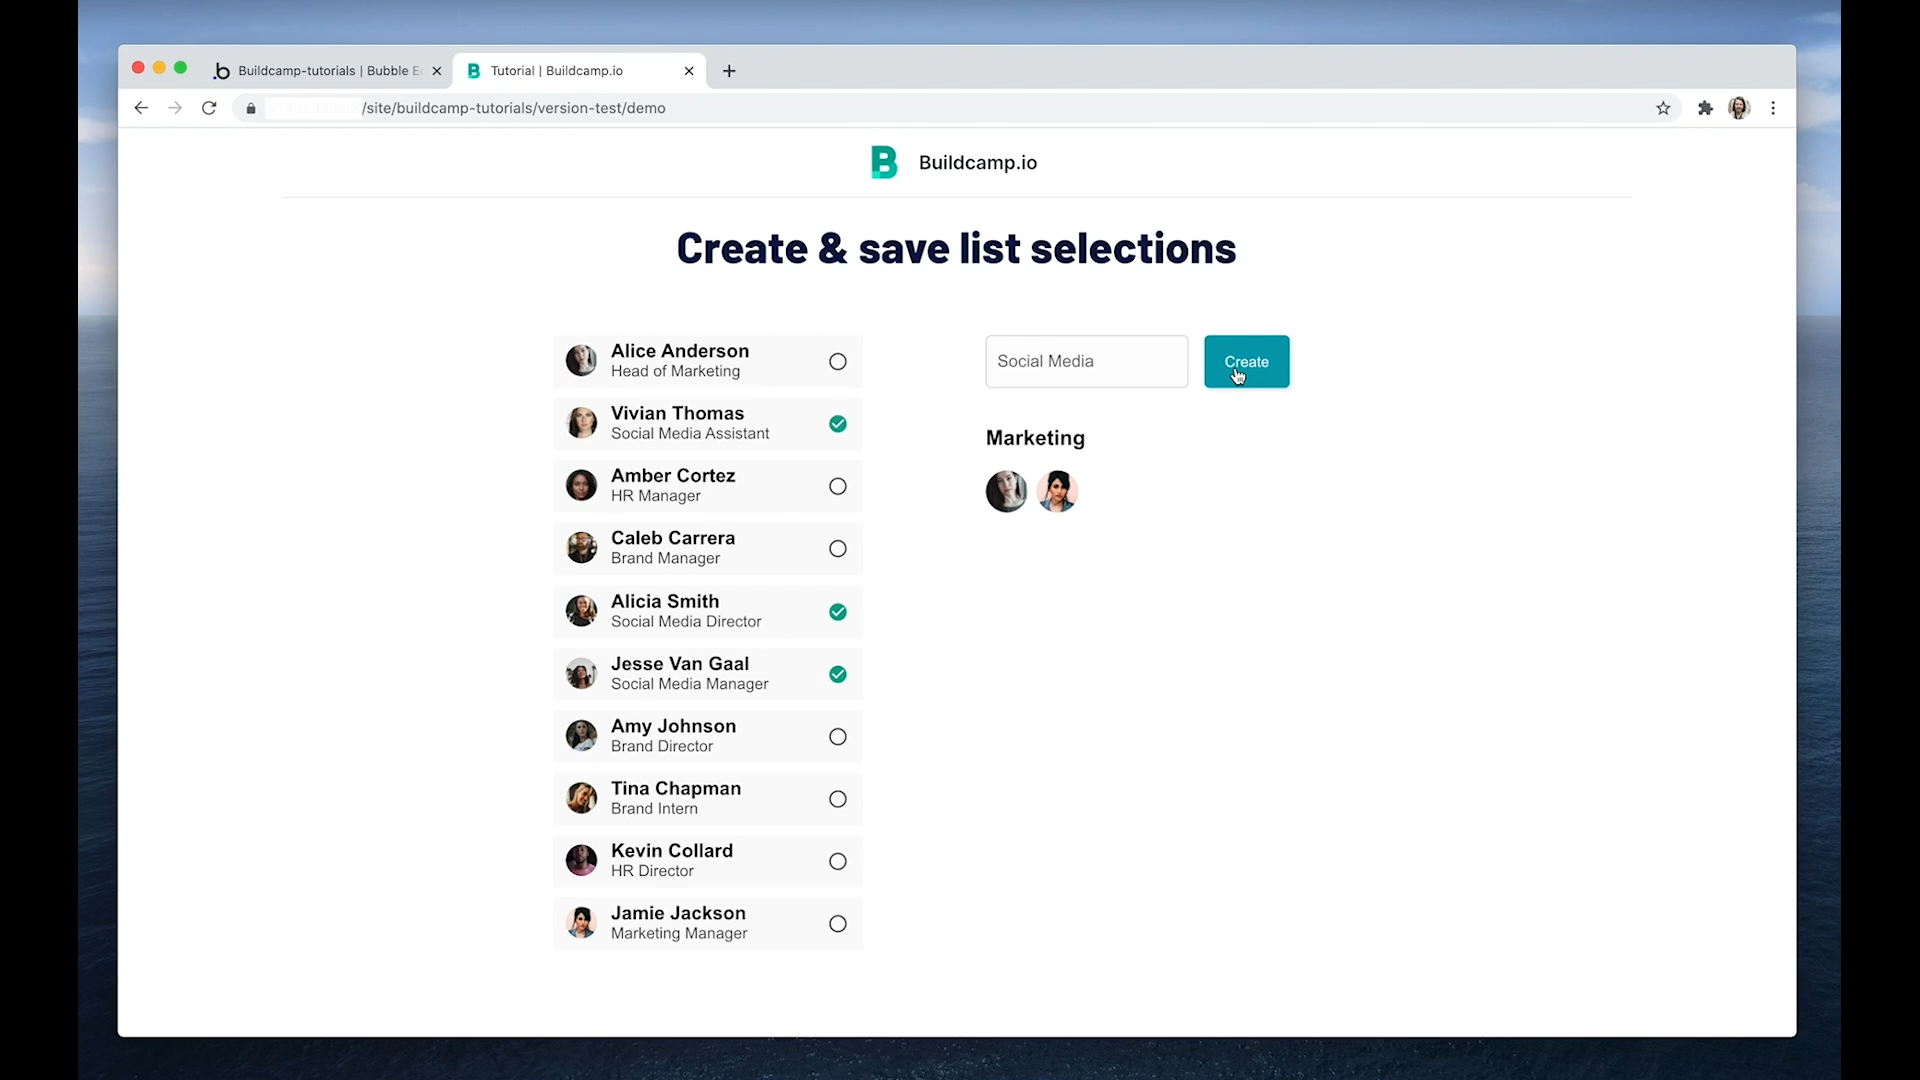 Buildcamp-tutorials | Bubble E
Tutorial | Buildcamp.io
/site/buildcamp-tutorials/version-test/demo
Buildcamp.io
Create & save list selections
Alice Anderson
Head of Marketing
Vivian Thomas
Social Media Assistant
Amber Cortez
HR Manager
Caleb Carrera
Brand Manager
Alicia Smith
Social Media Director
Jesse Van Gaal
Social Media Manager
Amy Johnson
Brand Director
Tina Chapman
Brand Intern
Kevin Collard
HR Director
Jamie Jackson
Marketing Manager
Social Media
Create
Marketing